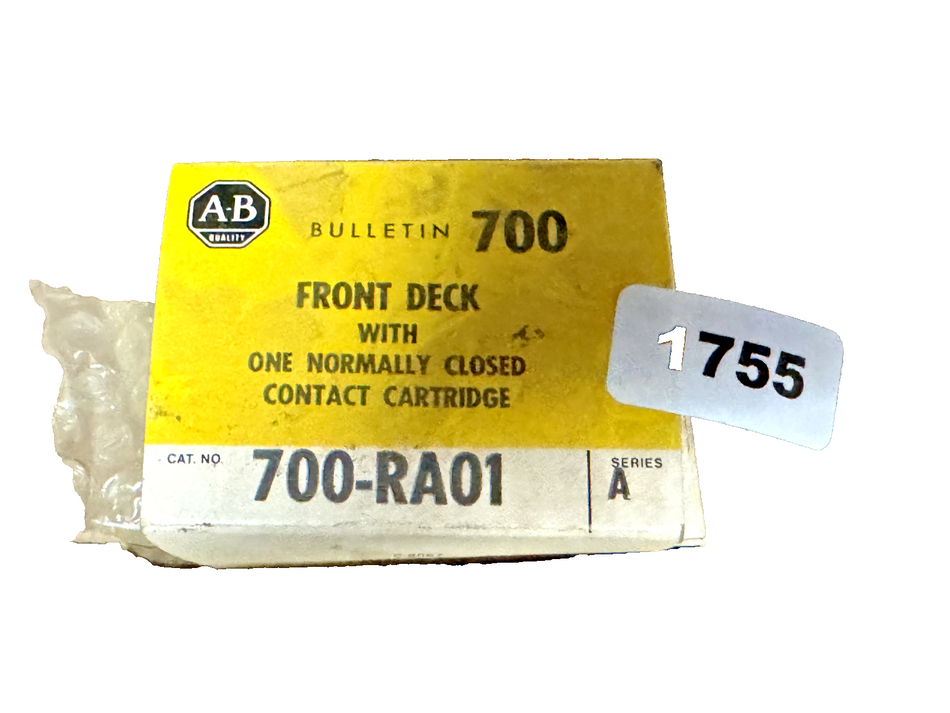 A-B
QUALITY
BULLETIN 700
FRONT DECK
WITH
ONE NORMALLY CLOSED
CONTACT CARTRIDGE
1755
CAT. NO. 700-RA01
SERIES
A